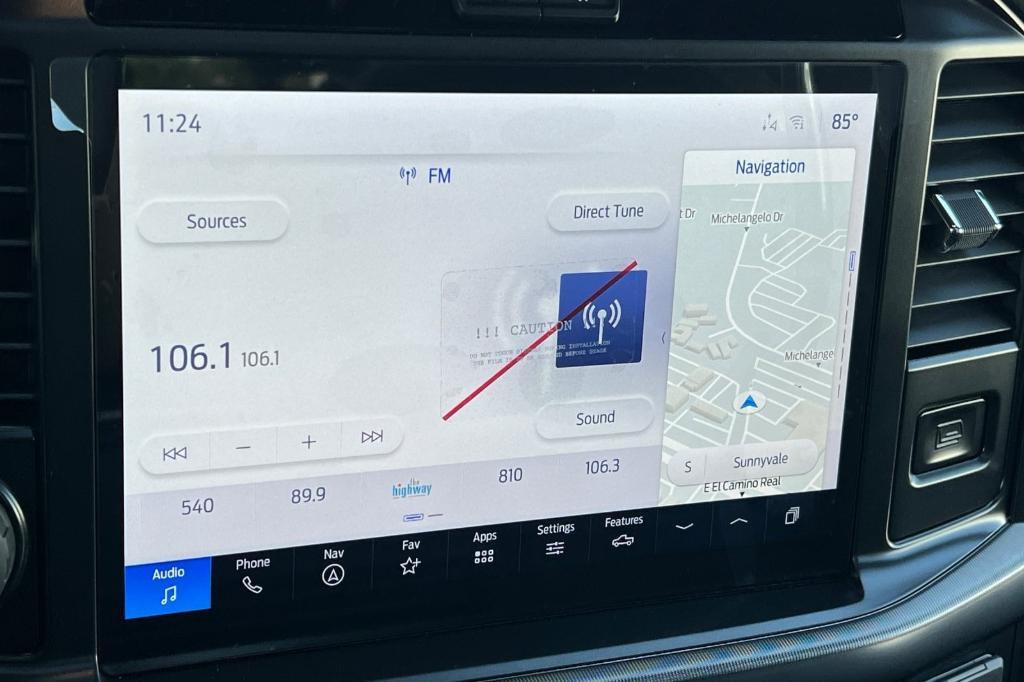 11:24
85°
FM
Navigation
Sources
Direct Tune
t Dr
Michelangelo Dr
!!! CAUTION
106.1 106.1
Michelange
Sound
S
Sunnyvale
E El Camino Real
540
89.9
the
highway
810
106.3
Audio
Phone
Nav
Fav
Apps
Settings
Features